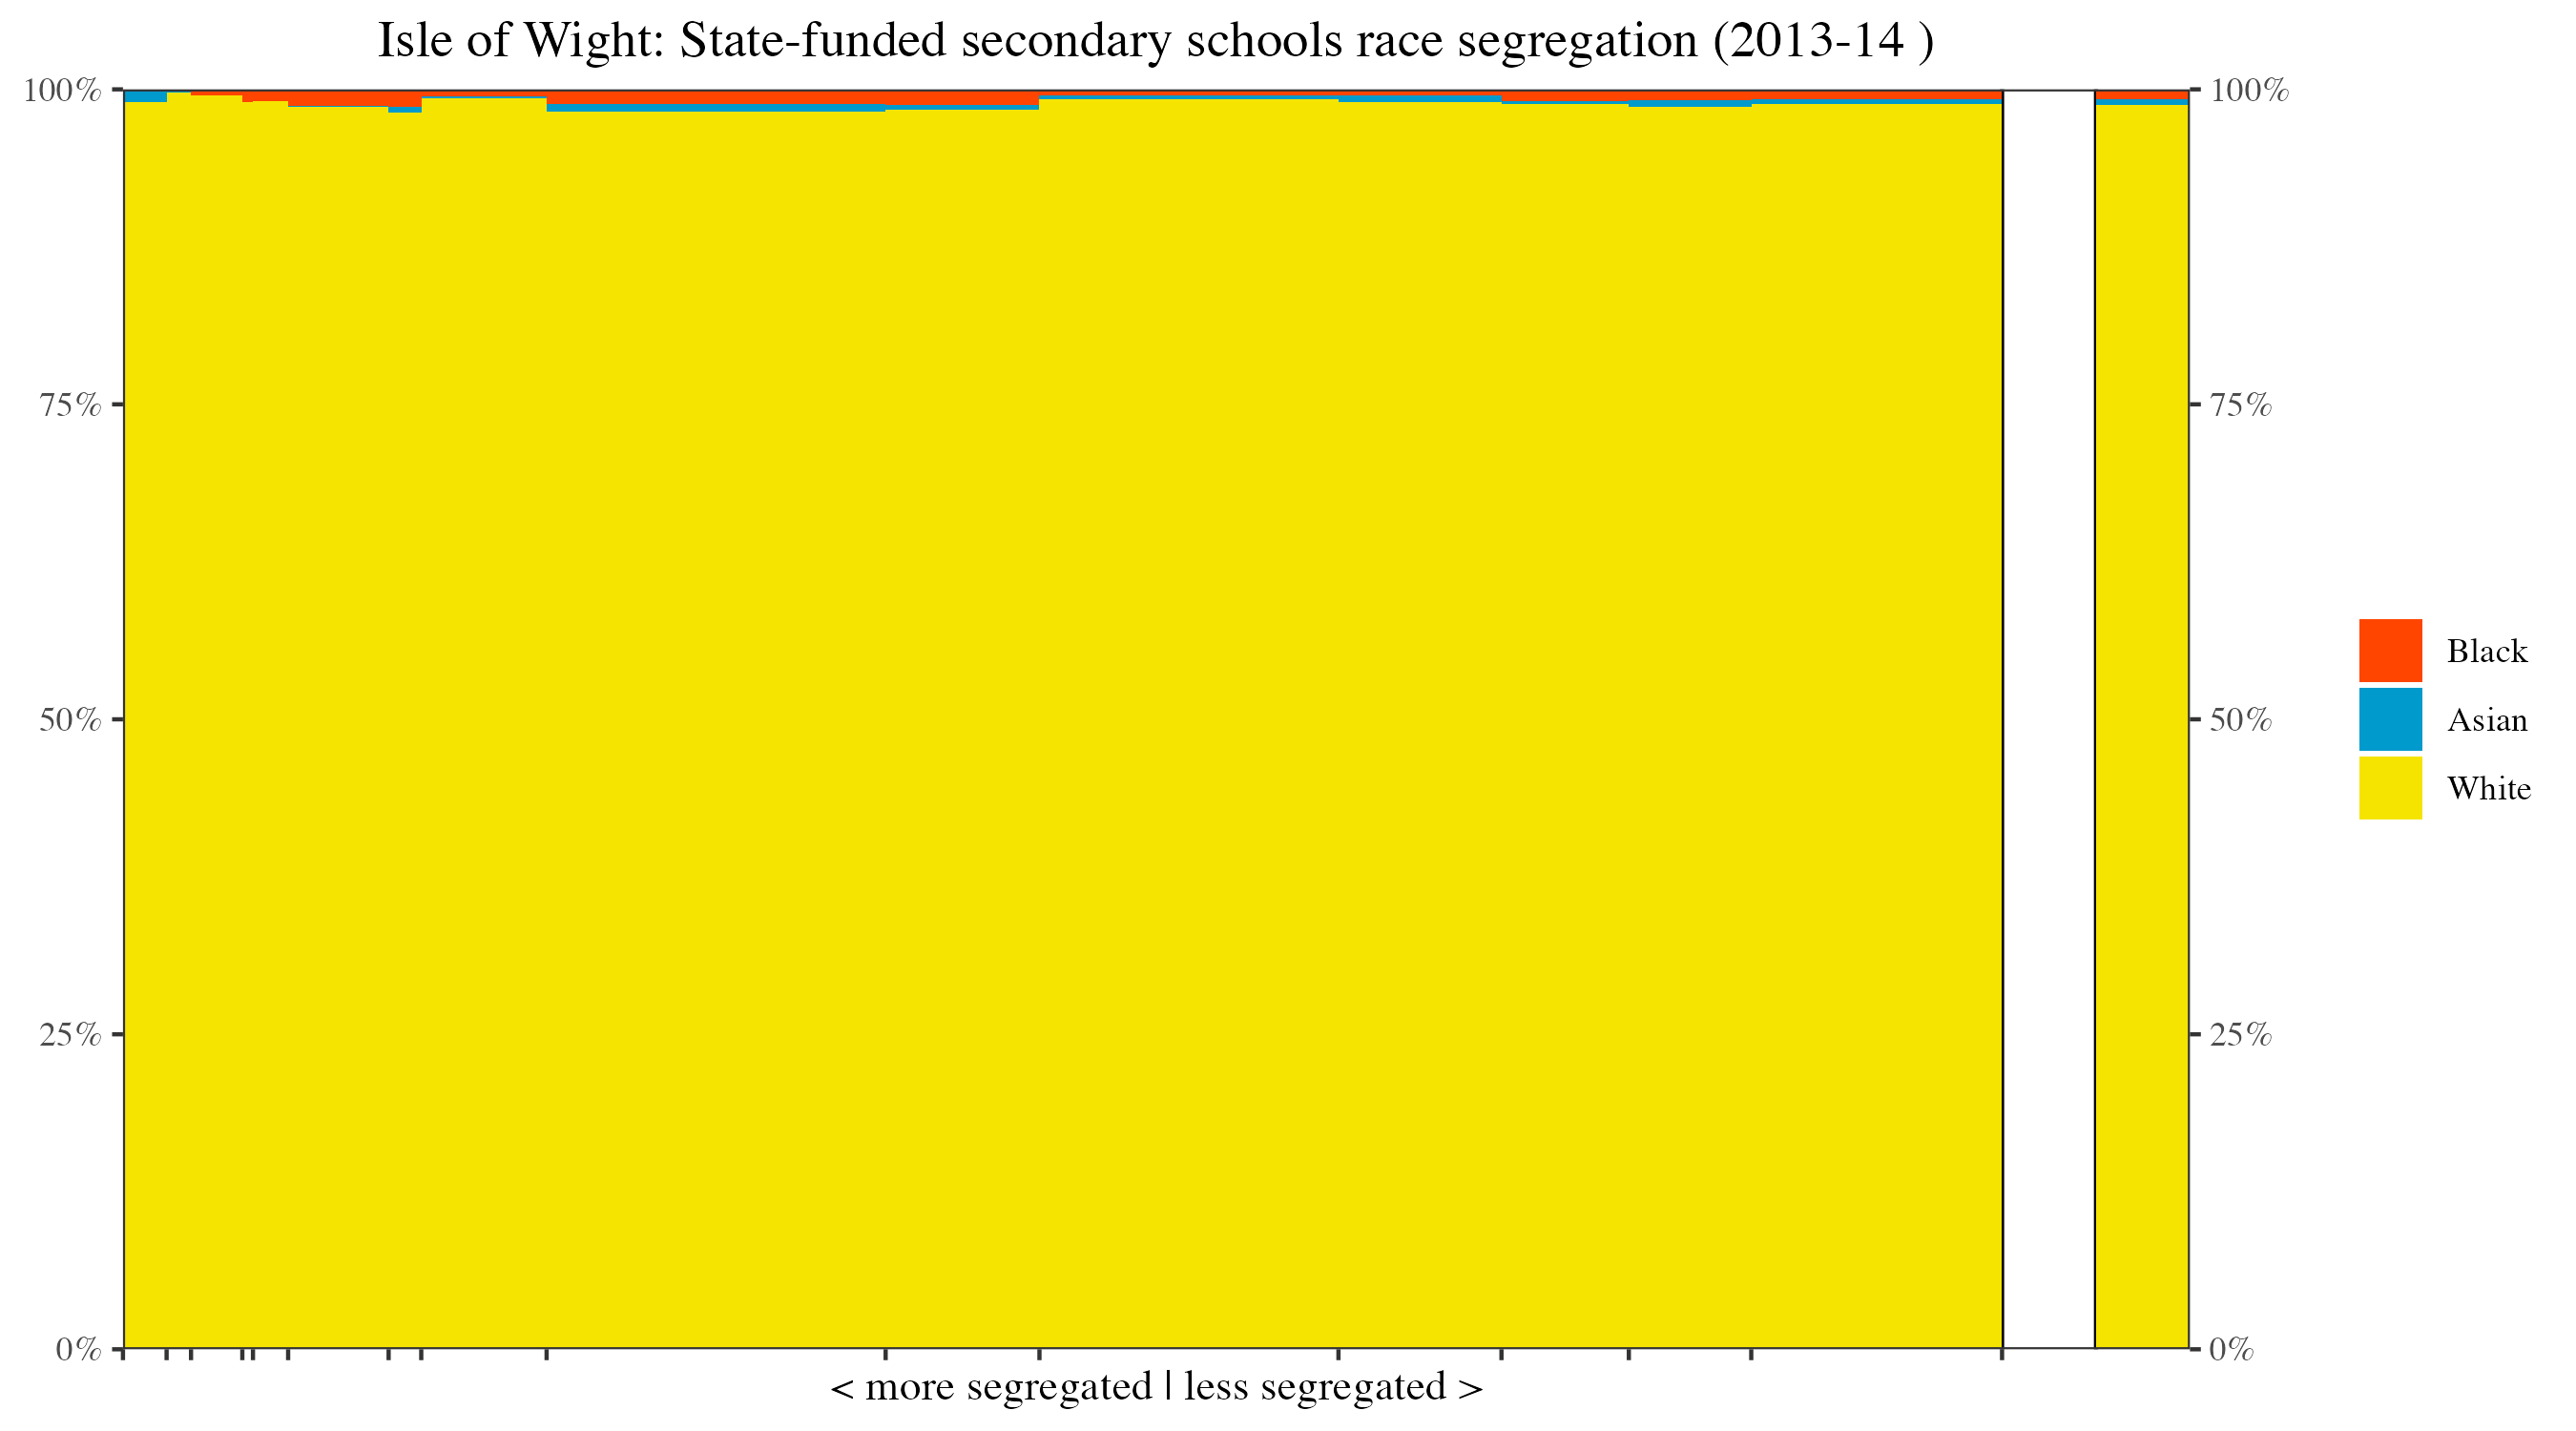 Isle of Wight: State-funded secondary schools race segregation (2013-14 )
100%
75%
50%
25%
0%
100%
75%
50%
25%
0%
Black
Asian
White
< more segregated | less segregated >